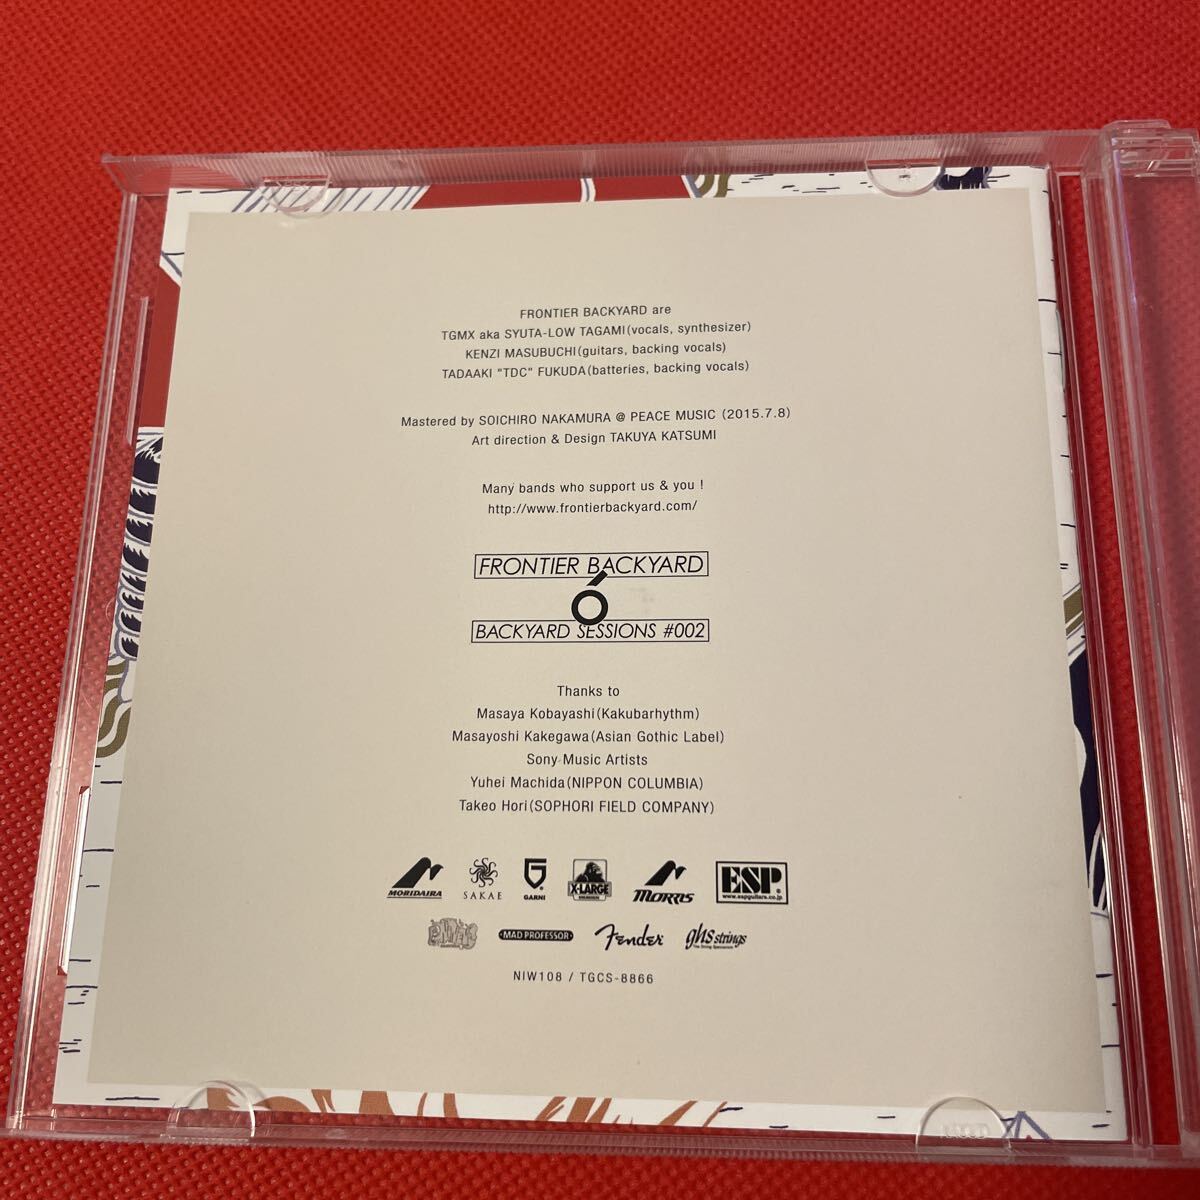 FRONTIER BACKYARD are
TGMX aka SYUTA-LOW TAGAMI(vocals, synthesizer)
KENZI MASUBUCHI(guitars, backing vocals)
TADAAKI "TDC" FUKUDA(batteries, backing vocals)
Mastered by SOICHIRO NAKAMURA @ PEACE MUSIC (2015.7.8)
Art direction & Design TAKUYA KATSUMI
Many bands who support us & you !
http://www.frontierbackyard.com/
FRONTIER BACKYARD
BACKYARD SESSIONS #002
Thanks to
Masaya Kobayashi(Kakubarhythm)
Masayoshi Kakegawa(Asian Gothic Label)
Sony Music Artists
Yuhei Machida(NIPPON COLUMBIA)
Takeo Hori(SOPHORI FIELD COMPANY)
MORIDAIRA SAKAE GARNI X-LARGE MORRIS ESP
www.espguitars.co.jp
MAD PROFESSOR Fender ghs strings
NIW108 / TGCS-8866